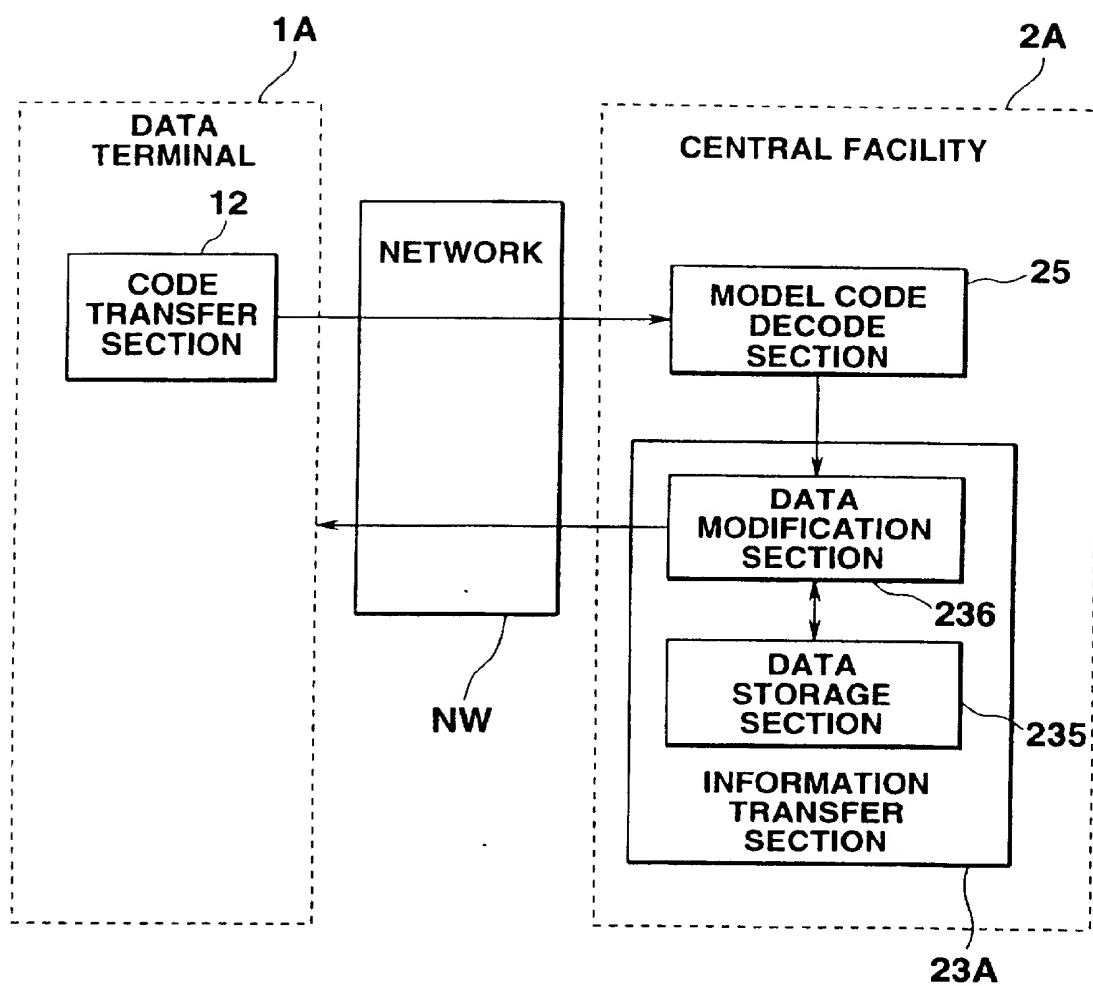 1A
2A
DATA
TERMINAL
CENTRAL FACILITY
12
NETWORK
25
CODE
TRANSFER
SECTION
MODEL CODE
DECODE
SECTION
DATA
MODIFICATION
SECTION
236
DATA
STORAGE
SECTION
NW
235
INFORMATION
TRANSFER
SECTION
23A